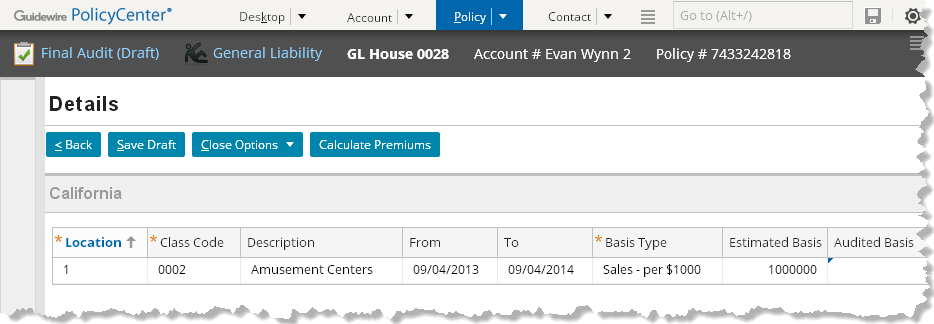 Guidewire PolicyCenter® Desktop Account Policy Contact Go to (Alt+/)
Final Audit (Draft) General Liability GL House 0028 Account # Evan Wynn 2 Policy # 7433242818
Details
< Back Save Draft Close Options Calculate Premiums
California
* Location * Class Code Description From To * Basis Type Estimated Basis Audited Basis
1 0002 Amusement Centers 09/04/2013 09/04/2014 Sales - per $1000 1000000